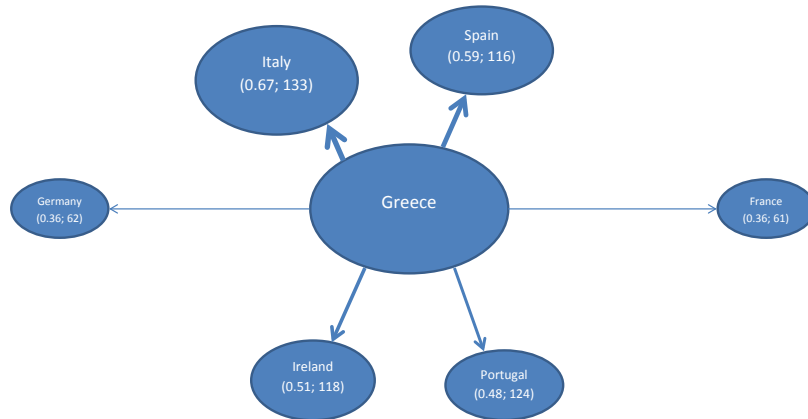 Italy
(0.67; 133)
Spain
(0.59; 116)
Germany
(0.36; 62)
Greece
France
(0.36; 61)
Ireland
(0.51; 118)
Portugal
(0.48; 124)